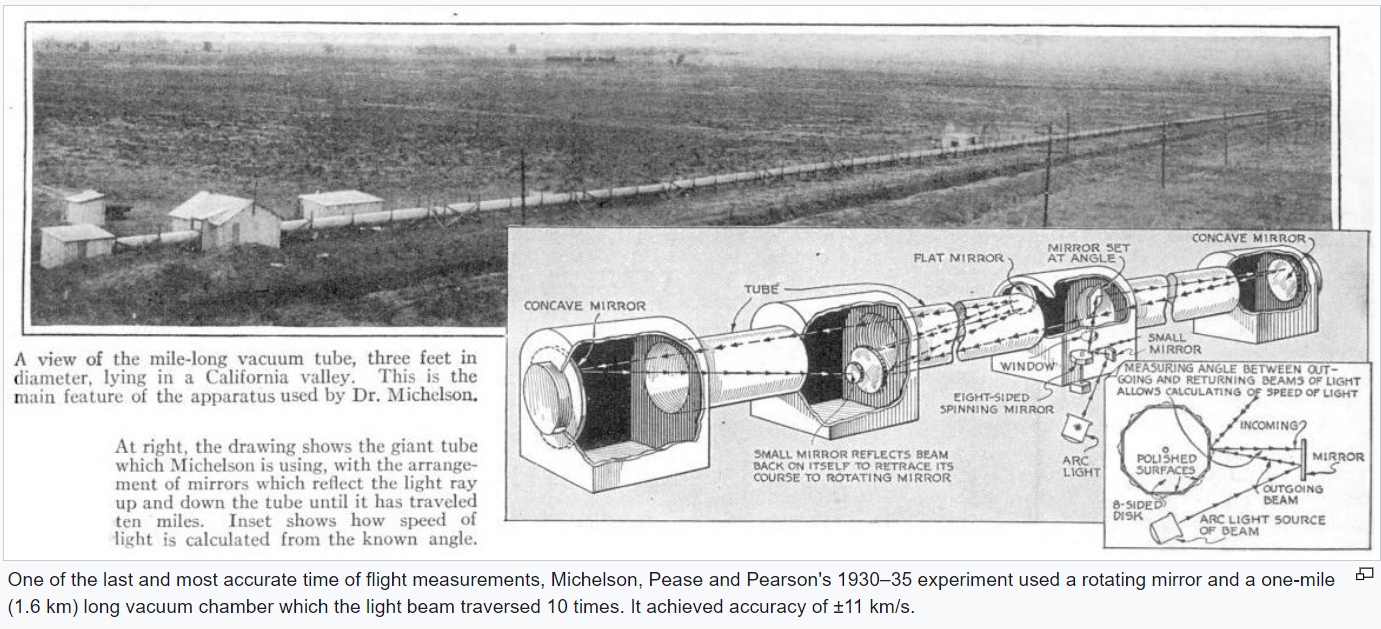 A view of the mile-long vacuum tube, three feet in
diameter, lying in a California valley. This is the
main feature of the apparatus used by Dr. Michelson.
At right, the drawing shows the giant tube
which Michelson is using, with the arrange-
ment of mirrors which reflect the light ray
up and down the tube until it has traveled
ten miles. Inset shows how speed of
light is calculated from the known angle.
CONCAVE MIRROR
TUBE
FLAT MIRROR
MIRROR SET
AT ANGLE
CONCAVE MIRROR
SMALL
MIRROR
WINDOW
EIGHT-SIDED
SPINNING MIRROR
ARC
LIGHT
SMALL MIRROR REFLECTS BEAM
BACK ON ITSELF TO RETRACE ITS
COURSE TO ROTATING MIRROR
MEASURING ANGLE BETWEEN OUT-
GOING AND RETURNING BEAMS OF LIGHT
ALLOWS CALCULATING OF SPEED OF LIGHT
INCOMING
POLISHED
SURFACES
MIRROR
OUTGOING
BEAM
8-SIDED
DISK
ARC LIGHT SOURCE
OF BEAM
One of the last and most accurate time of flight measurements, Michelson, Pease and Pearson's 1930–35 experiment used a rotating mirror and a one-mile
(1.6 km) long vacuum chamber which the light beam traversed 10 times. It achieved accuracy of ±11 km/s.